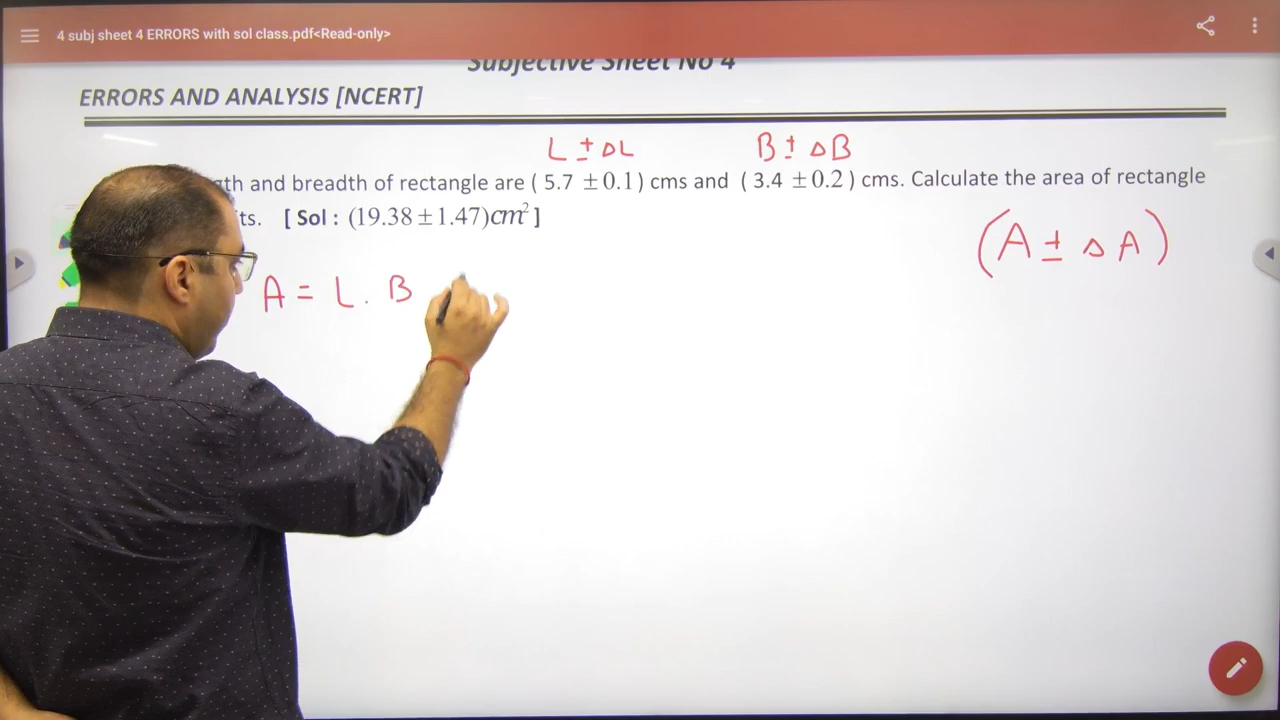 4 subj sheet 4 ERRORS with sol class.pdf<Read-only>
Subjective Sheet No 4
ERRORS AND ANALYSIS [NCERT]
L ± ΔL B ± ΔB
and breadth of rectangle are ( 5.7 ±0.1 ) cms and ( 3.4 ±0.2 ) cms. Calculate the area of rectangle
[ Sol : (19.38±1.47)cm² ]
(A ± ΔA)
A = L . B